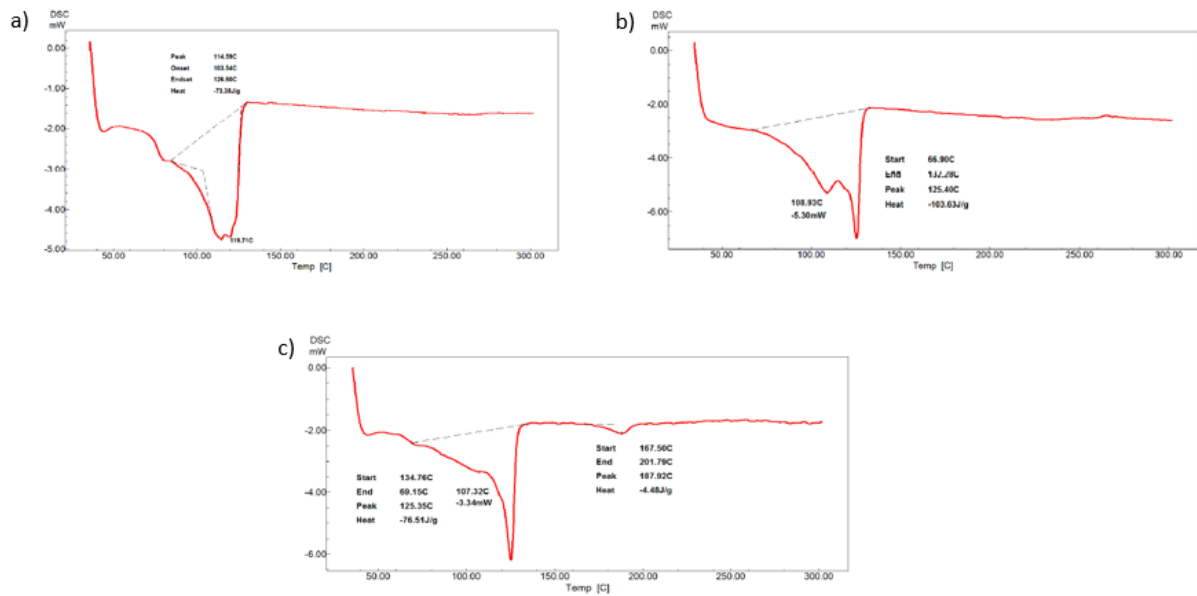 a)
DSC
mW
0.00
Peak 114.59C
Onset 103.54C
Endset 126.60C
Heat -73.35J/g
-1.00
-2.00
-3.00
-4.00
119.71C
-5.00
50.00 100.00 150.00 200.00 250.00 300.00
Temp [C]
b)
DSC
mW
0.00
-2.00
-4.00
Start 66.90C
End 132.28C
Peak 125.40C
Heat -103.63J/g
108.93C
-5.30mW
-6.00
50.00 100.00 150.00 200.00 250.00 300.00
Temp [C]
c)
DSC
mW
0.00
-2.00
Start 167.50C
End 201.79C
Peak 187.92C
Heat -4.48J/g
Start 134.76C
End 69.15C
Peak 125.35C
Heat -76.51J/g
107.32C
-3.34mW
-4.00
-6.00
50.00 100.00 150.00 200.00 250.00 300.00
Temp [C]